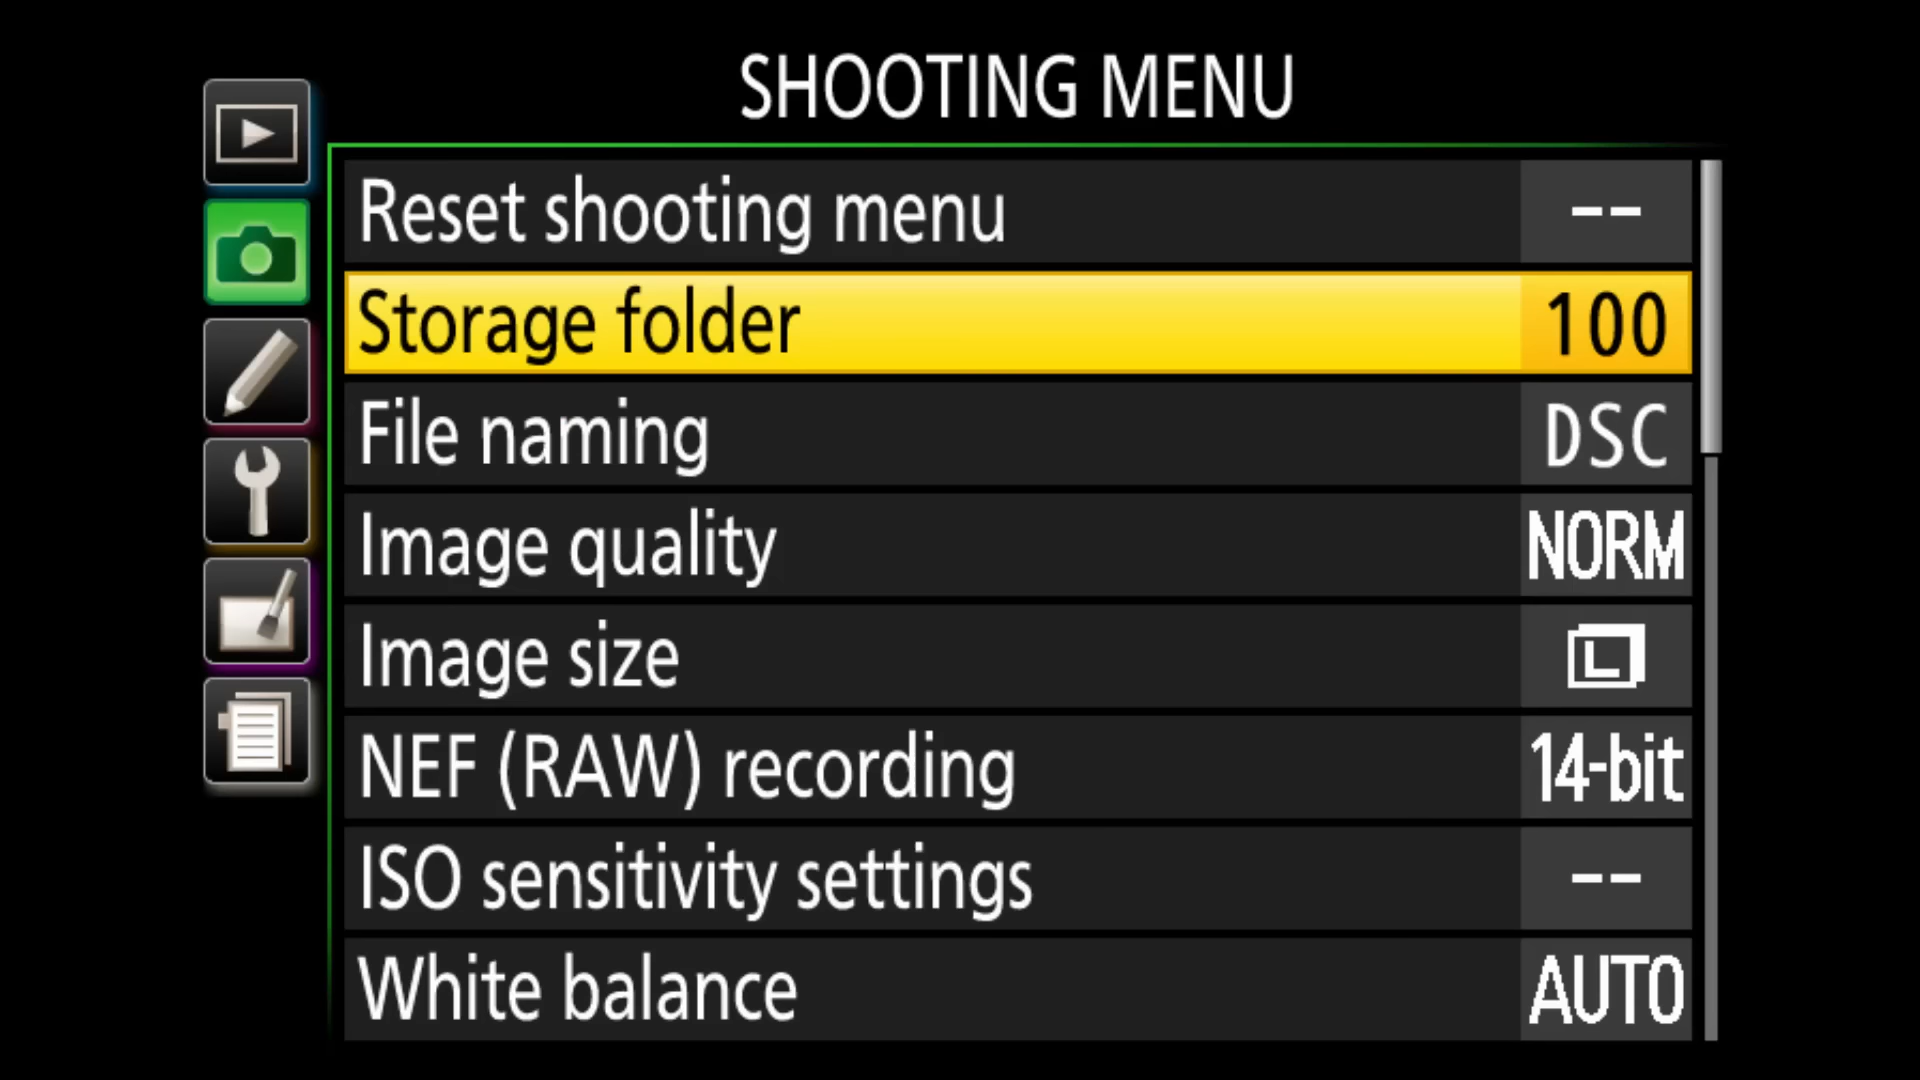 SHOOTING MENU
Reset shooting menu --
Storage folder 100
File naming DSC
Image quality NORM
Image size L
NEF (RAW) recording 14-bit
ISO sensitivity settings --
White balance AUTO